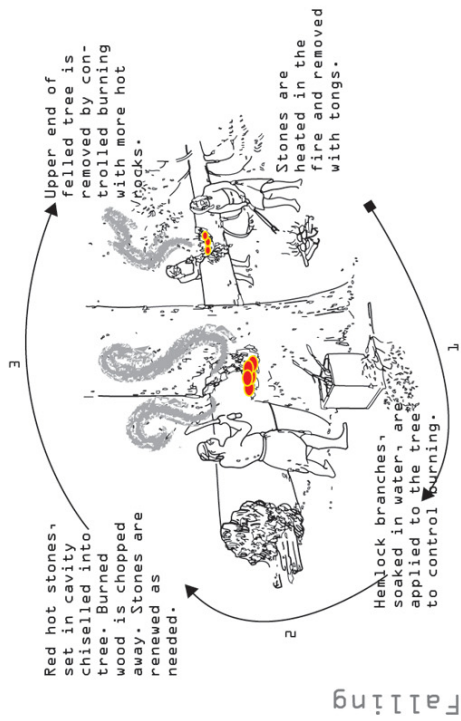 Falling
Stones are
heated in the
fire and removed
with tongs.
1
Hemlock branches,
soaked in water, are
applied to the tree
to control burning.
2
Red hot stones,
set in cavity
chiselled into
tree. Burned
wood is chopped
away. Stones are
renewed as
needed.
3
Upper end of
felled tree is
removed by con-
trolled burning
with more hot
rocks.